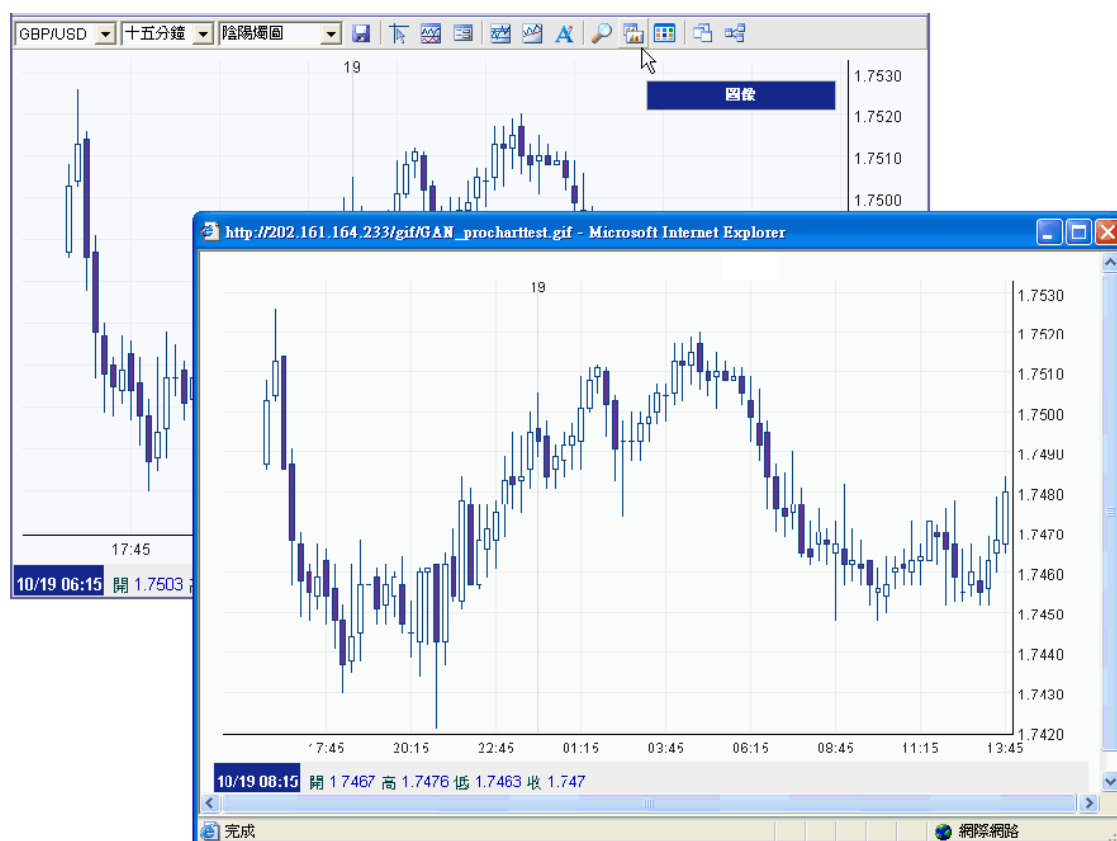 GBP/USD 十五分鐘 陰陽燭圖
圖像
19
1.7530
1.7520
1.7510
1.7500
17:45
10/19 06:15 開 1.7503
http://202.161.164.233/gif/GAN_procharttest.gif - Microsoft Internet Explorer
19
1.7530
1.7520
1.7510
1.7500
1.7490
1.7480
1.7470
1.7460
1.7450
1.7440
1.7430
1.7420
17:45 20:15 22:45 01:15 03:45 06:15 08:45 11:15 13:45
10/19 08:15 開 1 7467 高 1.7476 低 1.7463 收 1.747
完成 網際網路